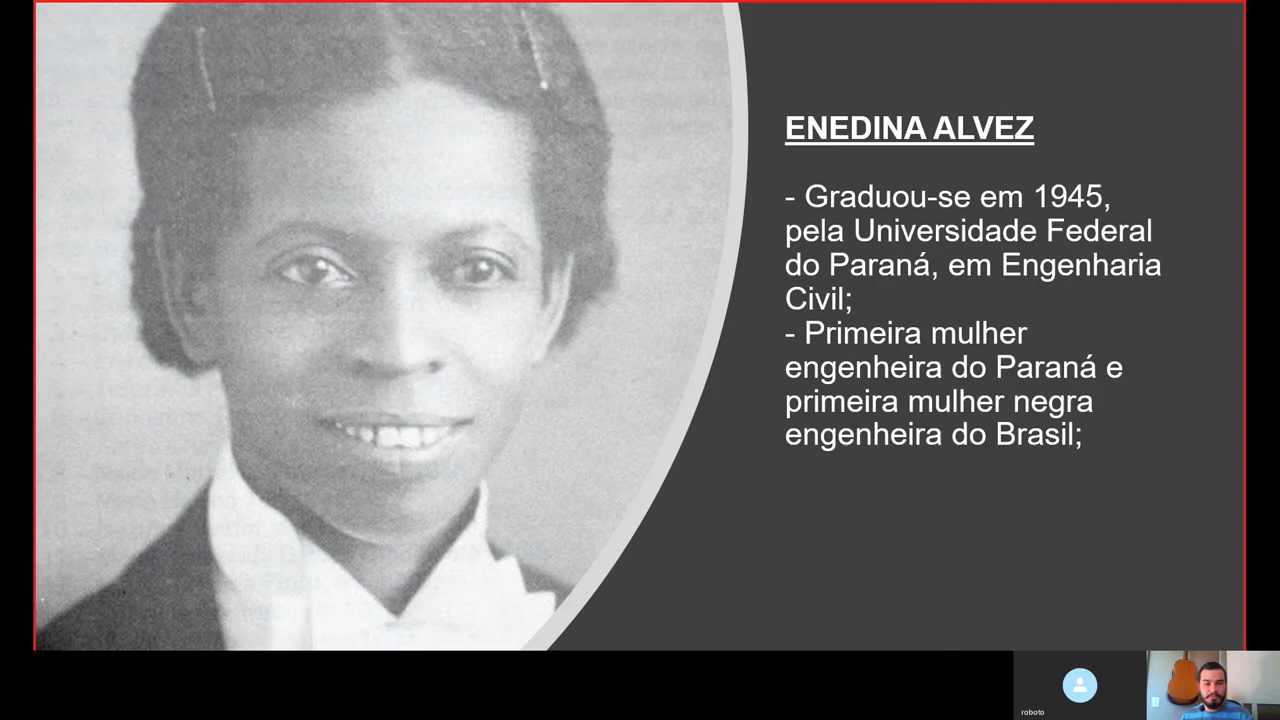 ENEDINA ALVEZ
- Graduou-se em 1945,
pela Universidade Federal
do Paraná, em Engenharia
Civil;
- Primeira mulher
engenheira do Paraná e
primeira mulher negra
engenheira do Brasil;
roboto